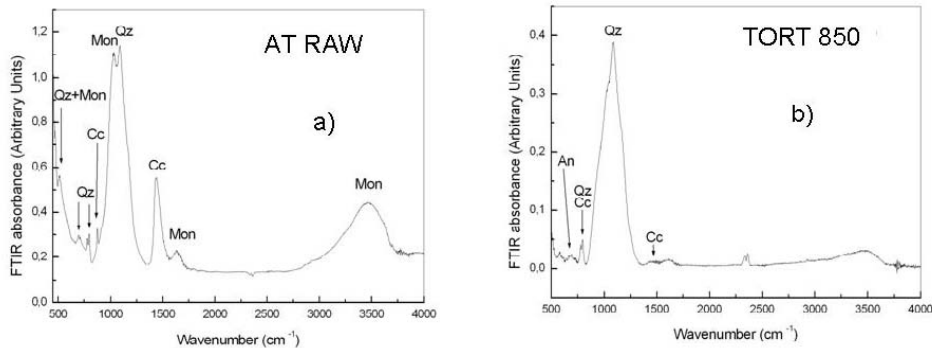 AT RAW
a)
FTIR absorbance (Arbitrary Units)
1,2
1,0
0,8
0,6
0,4
0,2
0,0
Qz+Mon
Qz
Cc
Mon
Qz
Cc
Mon
Mon
500 1000 1500 2000 2500 3000 3500 4000
Wavenumber (cm -1)
TORT 850
b)
FTIR absorbance (Arbitrary Units)
0,4
0,3
0,2
0,1
0,0
An
Qz
Cc
Qz
Cc
500 1000 1500 2000 2500 3000 3500 4000
Wavenumber (cm -1)